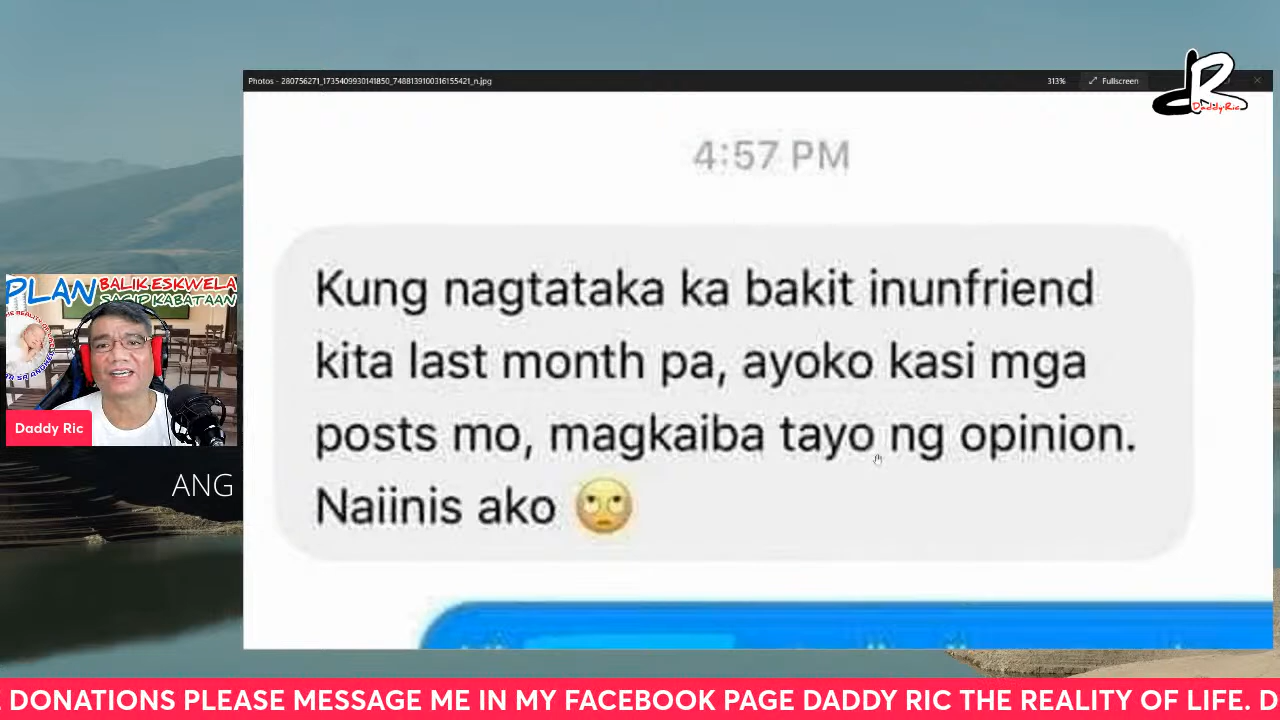 Photos - 280756271_1735409930141850_7488139100316155421_n.jpg
313%
Fullscreen
Daddy Ric
4:57 PM
Kung nagtataka ka bakit inunfriend
kita last month pa, ayoko kasi mga
posts mo, magkaiba tayo ng opinion.
Naiinis ako 🙄
PLAN BALIK ESKWELA
SAGIP KABATAAN
Daddy Ric
ANG
DONATIONS PLEASE MESSAGE ME IN MY FACEBOOK PAGE DADDY RIC THE REALITY OF LIFE. D